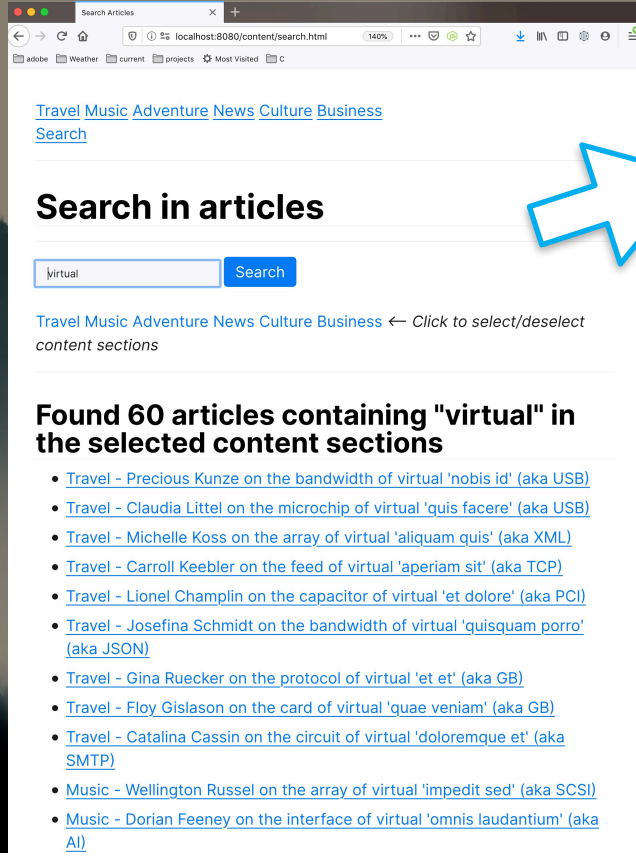 Search Articles
localhost:8080/content/search.html 140%
adobe Weather current projects Most Visited C
Travel Music Adventure News Culture Business
Search
Search in articles
virtual Search
Travel Music Adventure News Culture Business ← Click to select/deselect
content sections
Found 60 articles containing "virtual" in
the selected content sections
• Travel - Precious Kunze on the bandwidth of virtual 'nobis id' (aka USB)
• Travel - Claudia Littel on the microchip of virtual 'quis facere' (aka USB)
• Travel - Michelle Koss on the array of virtual 'aliquam quis' (aka XML)
• Travel - Carroll Keebler on the feed of virtual 'aperiam sit' (aka TCP)
• Travel - Lionel Champlin on the capacitor of virtual 'et dolore' (aka PCI)
• Travel - Josefina Schmidt on the bandwidth of virtual 'quisquam porro'
(aka JSON)
• Travel - Gina Ruecker on the protocol of virtual 'et et' (aka GB)
• Travel - Floy Gislason on the card of virtual 'quae veniam' (aka GB)
• Travel - Catalina Cassin on the circuit of virtual 'doloremque et' (aka
SMTP)
• Music - Wellington Russel on the array of virtual 'impedit sed' (aka SCSI)
• Music - Dorian Feeney on the interface of virtual 'omnis laudantium' (aka
AI)